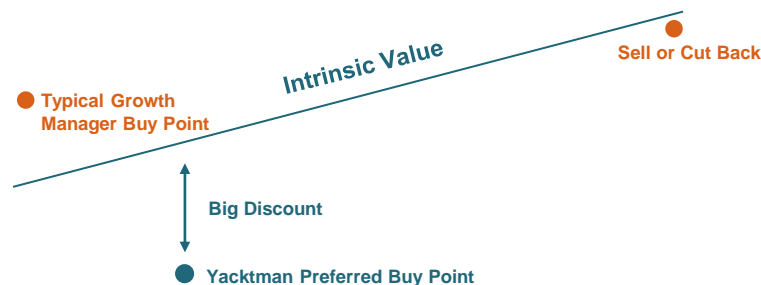 Intrinsic Value
Sell or Cut Back
Typical Growth
Manager Buy Point
Big Discount
Yacktman Preferred Buy Point